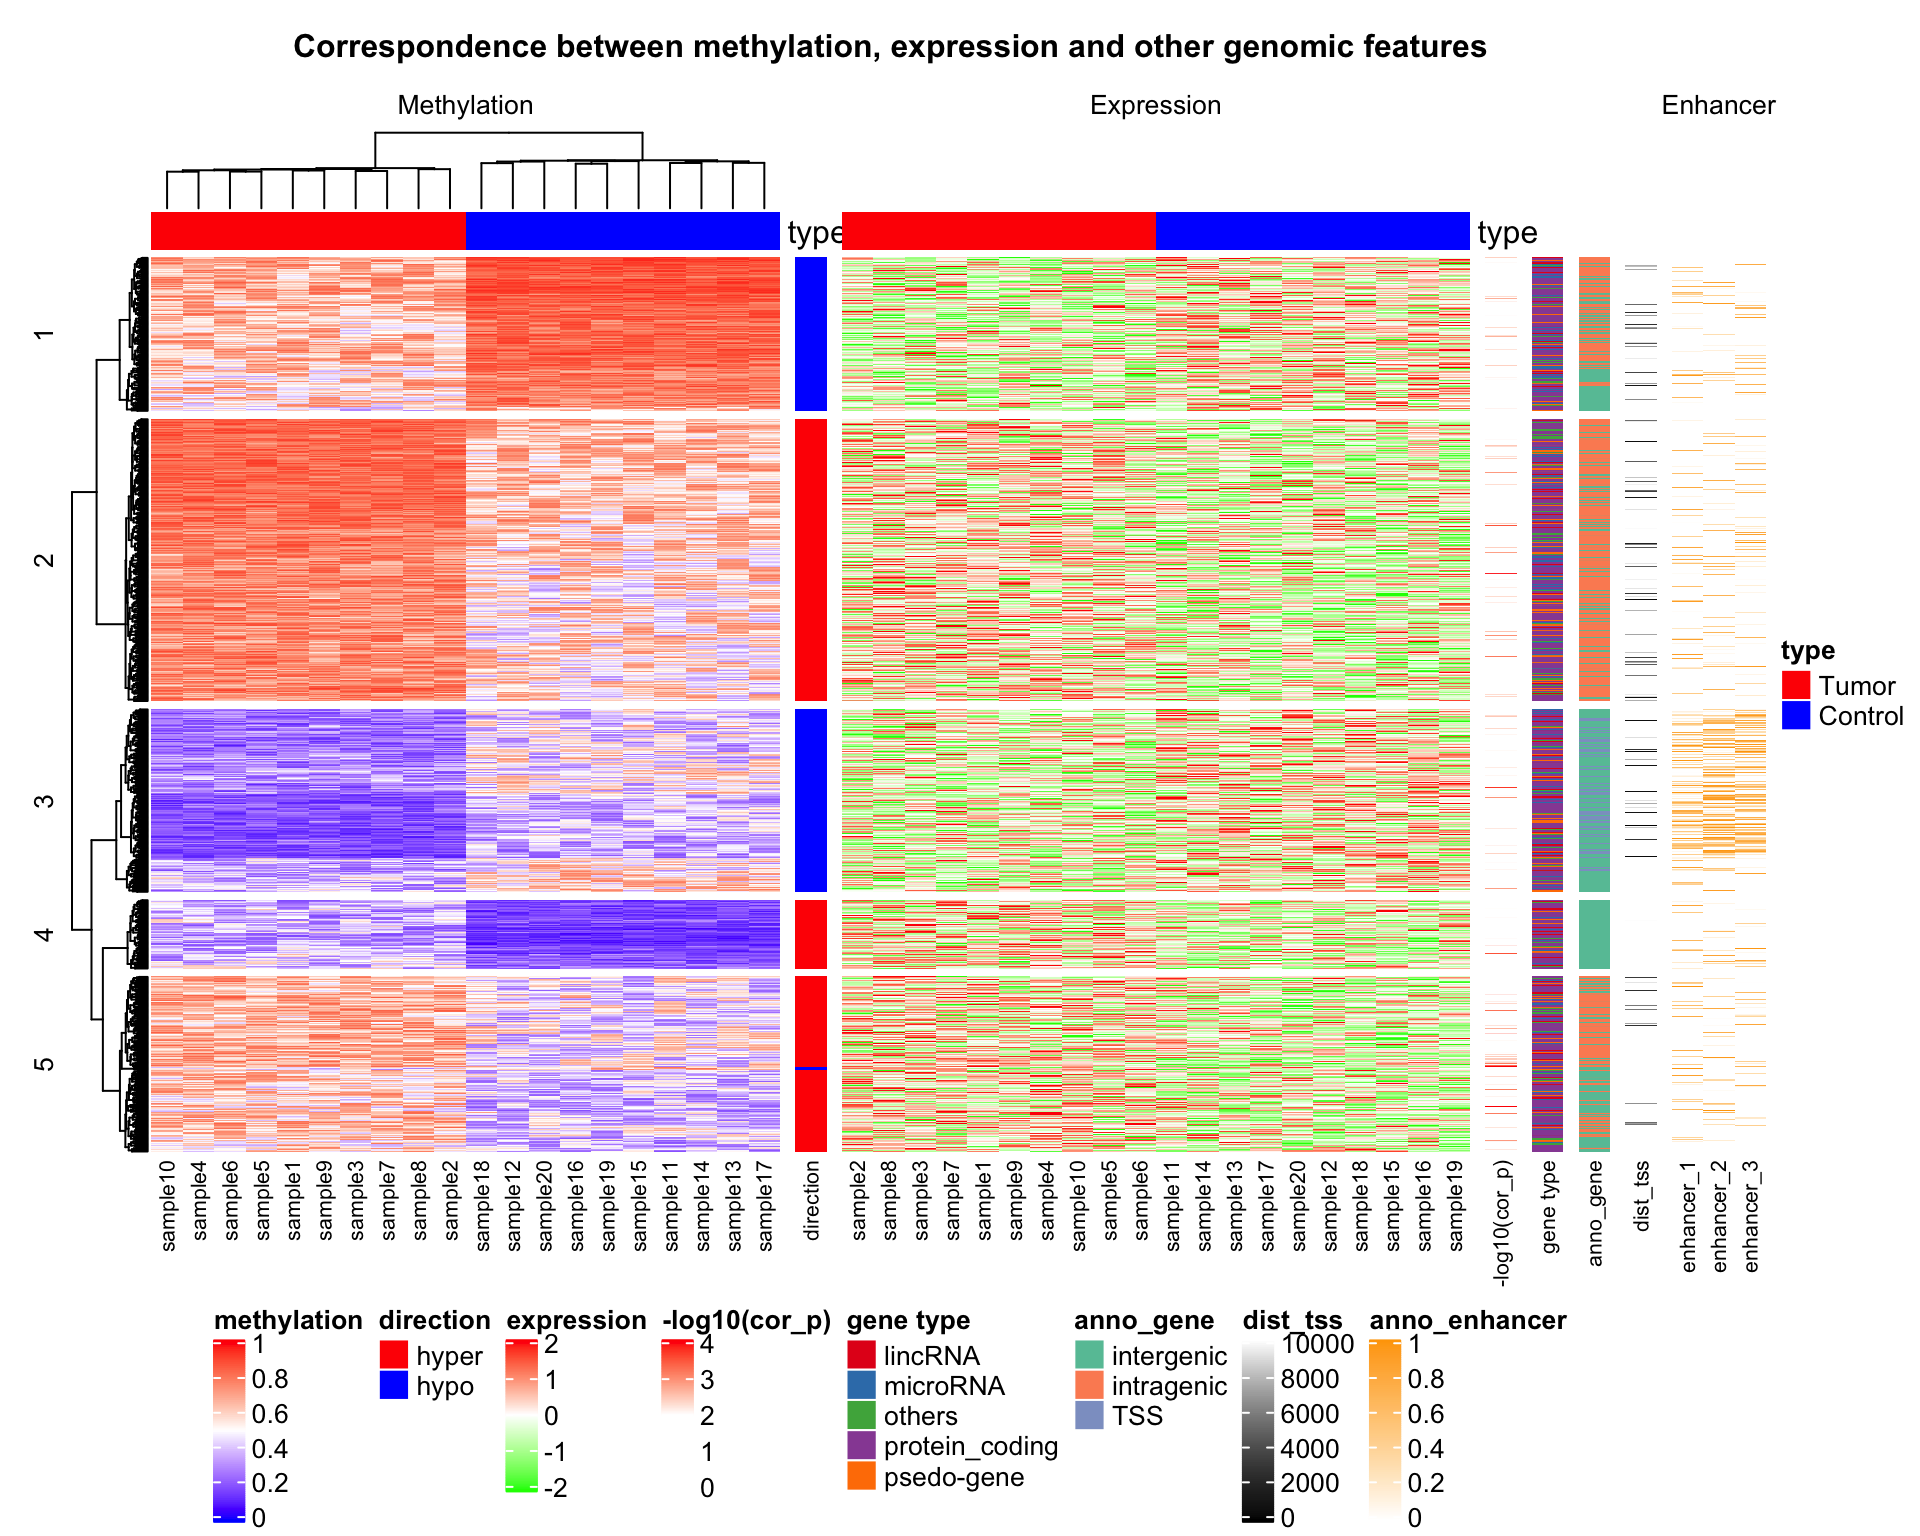 Correspondence between methylation, expression and other genomic features
Methylation
Expression
Enhancer
type
type
1
2
3
4
5
type
Tumor
Control
sample10
sample4
sample6
sample5
sample1
sample9
sample3
sample7
sample8
sample2
sample18
sample12
sample20
sample16
sample19
sample15
sample11
sample14
sample13
sample17
direction
sample2
sample8
sample3
sample7
sample1
sample9
sample4
sample10
sample5
sample6
sample11
sample14
sample13
sample17
sample20
sample12
sample18
sample15
sample16
sample19
-log10(cor_p)
gene type
anno_gene
dist_tss
enhancer_1
enhancer_2
enhancer_3
methylation
1
0.8
0.6
0.4
0.2
0
direction
hyper
hypo
expression
2
1
0
-1
-2
-log10(cor_p)
4
3
2
1
0
gene type
lincRNA
microRNA
others
protein_coding
psedo-gene
anno_gene
intergenic
intragenic
TSS
dist_tss
10000
8000
6000
4000
2000
0
anno_enhancer
1
0.8
0.6
0.4
0.2
0